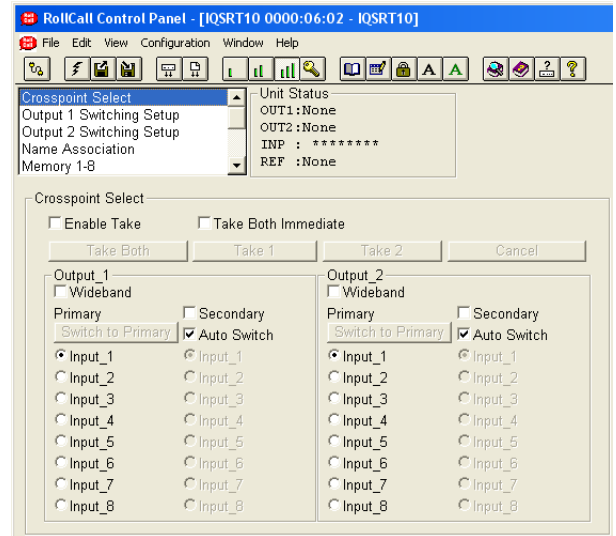 RollCall Control Panel - [IQSRT10 0000:06:02 - IQSRT10]
File Edit View Configuration Window Help
A A ?
Crosspoint Select
Output 1 Switching Setup
Output 2 Switching Setup
Name Association
Memory 1-8
Unit Status
OUT1:None
OUT2:None
INP : ********
REF :None
Crosspoint Select
Enable Take Take Both Immediate
Take Both Take 1 Take 2 Cancel
Output_1
Wideband
Primary Secondary
Switch to Primary Auto Switch
Input_1 Input_1
Input_2 Input_2
Input_3 Input_3
Input_4 Input_4
Input_5 Input_5
Input_6 Input_6
Input_7 Input_7
Input_8 Input_8
Output_2
Wideband
Primary Secondary
Switch to Primary Auto Switch
Input_1 Input_1
Input_2 Input_2
Input_3 Input_3
Input_4 Input_4
Input_5 Input_5
Input_6 Input_6
Input_7 Input_7
Input_8 Input_8